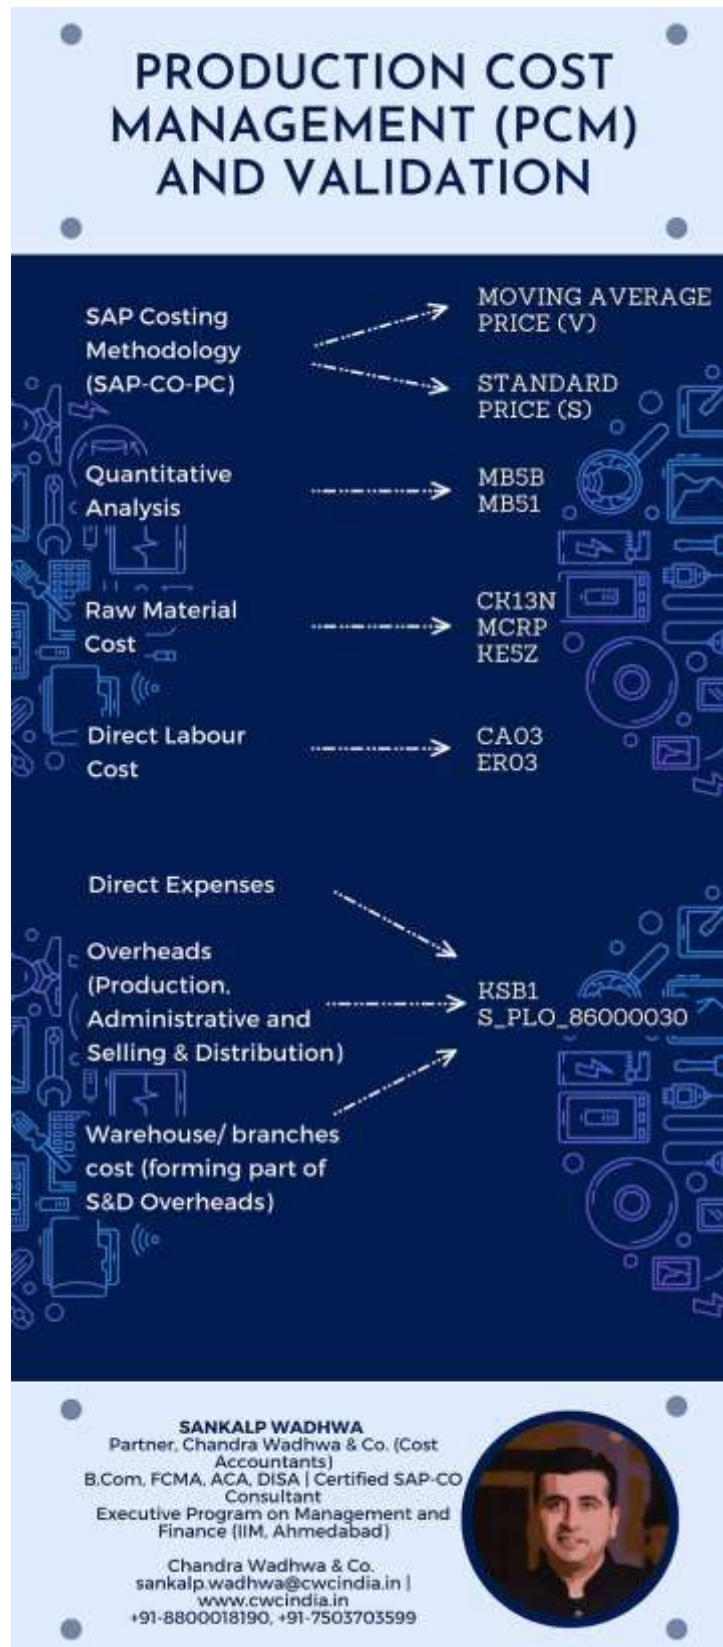 PRODUCTION COST
MANAGEMENT (PCM)
AND VALIDATION
SAP Costing
Methodology
(SAP-CO-PC)
MOVING AVERAGE
PRICE (V)
STANDARD
PRICE (S)
Quantitative
Analysis
MB5B
MB51
Raw Material
Cost
CK13N
MCRP
KE5Z
Direct Labour
Cost
CA03
ER03
Direct Expenses
Overheads
(Production,
Administrative and
Selling & Distribution)
Warehouse/ branches
cost (forming part of
S&D Overheads)
KSB1
S_PLO_86000030
SANKALP WADHWA
Partner, Chandra Wadhwa & Co. (Cost
Accountants)
B.Com, FCMA, ACA, DISA | Certified SAP-CO
Consultant
Executive Program on Management and
Finance (IIM, Ahmedabad)
Chandra Wadhwa & Co.
sankalp.wadhwa@cwcindia.in |
www.cwcindia.in
+91-8800018190, +91-7503703599